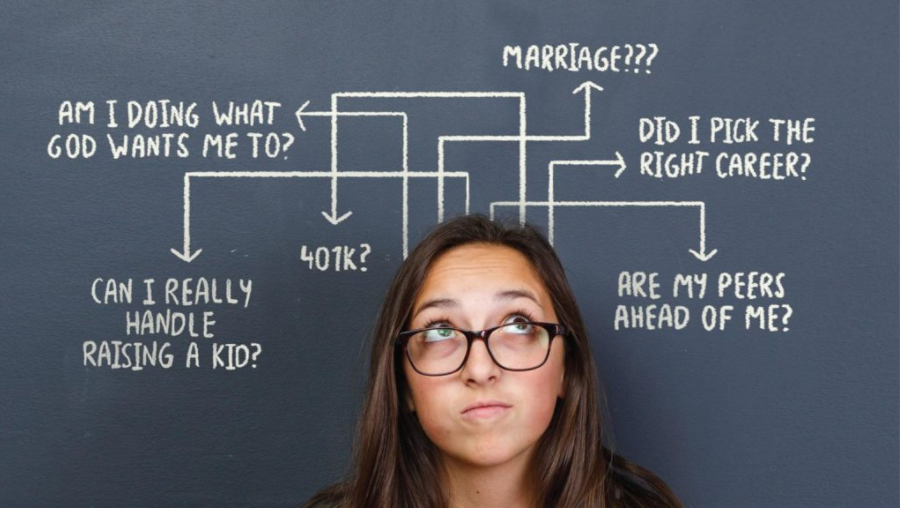 MARRIAGE???
AM I DOING WHAT
GOD WANTS ME TO?
DID I PICK THE
RIGHT CAREER?
401K?
CAN I REALLY
HANDLE
RAISING A KID?
ARE MY PEERS
AHEAD OF ME?